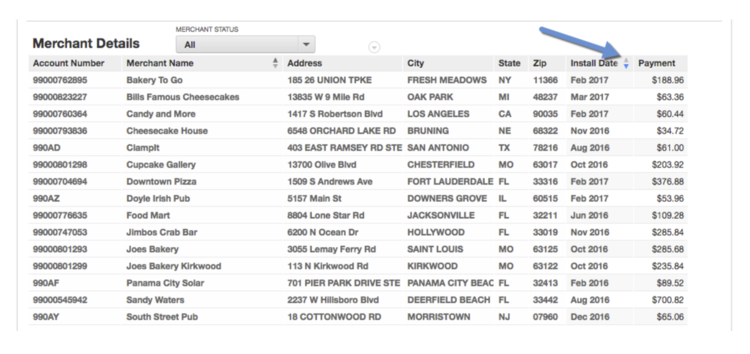 MERCHANT STATUS
Merchant Details All
Account Number Merchant Name Address City State Zip Install Date Payment
99000762895 Bakery To Go 185 26 UNION TPKE FRESH MEADOWS NY 11366 Feb 2017 $188.96
99000823227 Bills Famous Cheesecakes 13835 W 9 Mile Rd OAK PARK MI 48237 Mar 2017 $63.36
99000760364 Candy and More 1417 S Robertson Blvd LOS ANGELES CA 90035 Feb 2017 $60.44
99000793836 Cheesecake House 6548 ORCHARD LAKE RD BRUNING NE 68322 Nov 2016 $34.72
990AD ClampIt 403 EAST RAMSEY RD STE SAN ANTONIO TX 78216 Aug 2016 $61.00
99000801298 Cupcake Gallery 13700 Olive Blvd CHESTERFIELD MO 63017 Oct 2016 $203.92
99000704694 Downtown Pizza 1509 S Andrews Ave FORT LAUDERDALE FL 33316 Feb 2017 $376.88
990AZ Doyle Irish Pub 5157 Main St DOWNERS GROVE IL 60515 Feb 2017 $53.96
99000776635 Food Mart 8804 Lone Star Rd JACKSONVILLE FL 32211 Jun 2016 $109.28
99000747053 Jimbos Crab Bar 6200 N Ocean Dr HOLLYWOOD FL 33019 Nov 2016 $285.84
99000801293 Joes Bakery 3055 Lemay Ferry Rd SAINT LOUIS MO 63125 Oct 2016 $285.68
99000801299 Joes Bakery Kirkwood 113 N Kirkwood Rd KIRKWOOD MO 63122 Oct 2016 $235.84
990AF Panama City Solar 701 PIER PARK DRIVE STE PANAMA CITY BEAC FL 32413 Feb 2016 $89.52
99000545942 Sandy Waters 2237 W Hillsboro Blvd DEERFIELD BEACH FL 33442 Aug 2016 $700.82
990AY South Street Pub 18 COTTONWOOD RD MORRISTOWN NJ 07960 Dec 2016 $65.06